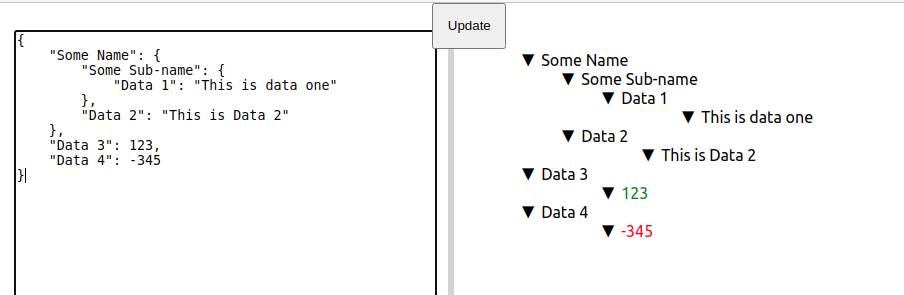 Update
{
    "Some Name": {
        "Some Sub-name": {
            "Data 1": "This is data one"
        },
        "Data 2": "This is Data 2"
    },
    "Data 3": 123,
    "Data 4": -345
}
▼ Some Name
▼ Some Sub-name
▼ Data 1
▼ This is data one
▼ Data 2
▼ This is Data 2
▼ Data 3
▼ 123
▼ Data 4
▼ -345